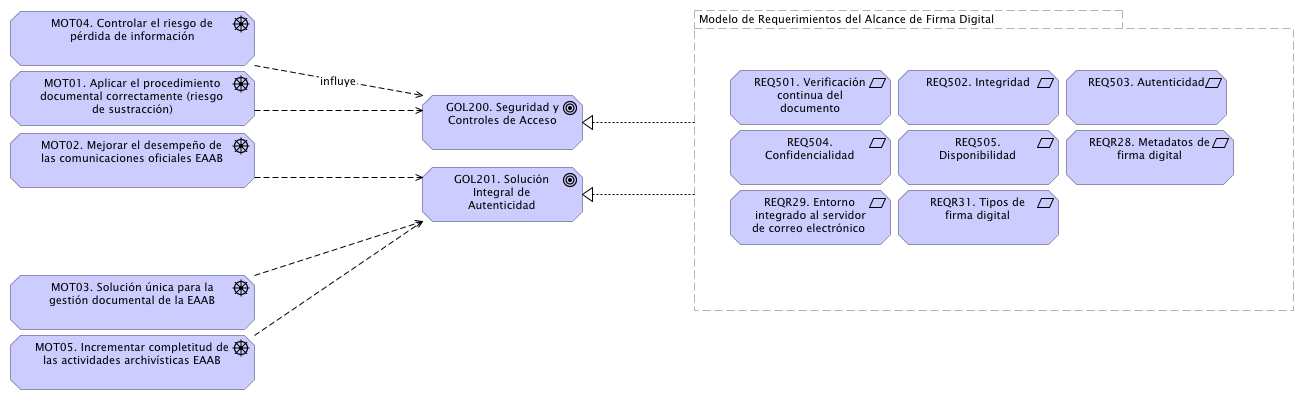 MOT04. Controlar el riesgo de
pérdida de información
MOT01. Aplicar el procedimiento
documental correctamente (riesgo
de sustracción)
MOT02. Mejorar el desempeño de
las comunicaciones oficiales EAAB
MOT03. Solución única para la
gestión documental de la EAAB
MOT05. Incrementar completitud de
las actividades archivísticas EAAB
influye
GOL200. Seguridad y
Controles de Acceso
GOL201. Solución
Integral de
Autenticidad
Modelo de Requerimientos del Alcance de Firma Digital
REQ501. Verificación
continua del
documento
REQ502. Integridad
REQ503. Autenticidad
REQ504.
Confidencialidad
REQ505.
Disponibilidad
REQR28. Metadatos de
firma digital
REQR29. Entorno
integrado al servidor
de correo electrónico
REQR31. Tipos de
firma digital